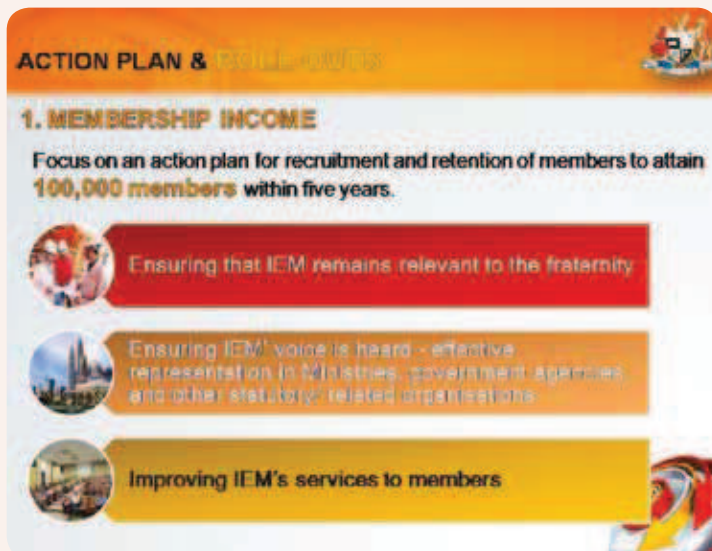 ACTION PLAN & ROLL-OUTS
1. MEMBERSHIP INCOME
Focus on an action plan for recruitment and retention of members to attain
100,000 members within five years.
Ensuring that IEM remains relevant to the fraternity
Ensuring IEM' voice is heard - effective
representation in Ministries, government agencies
and other statutory/ related organisations
Improving IEM's services to members